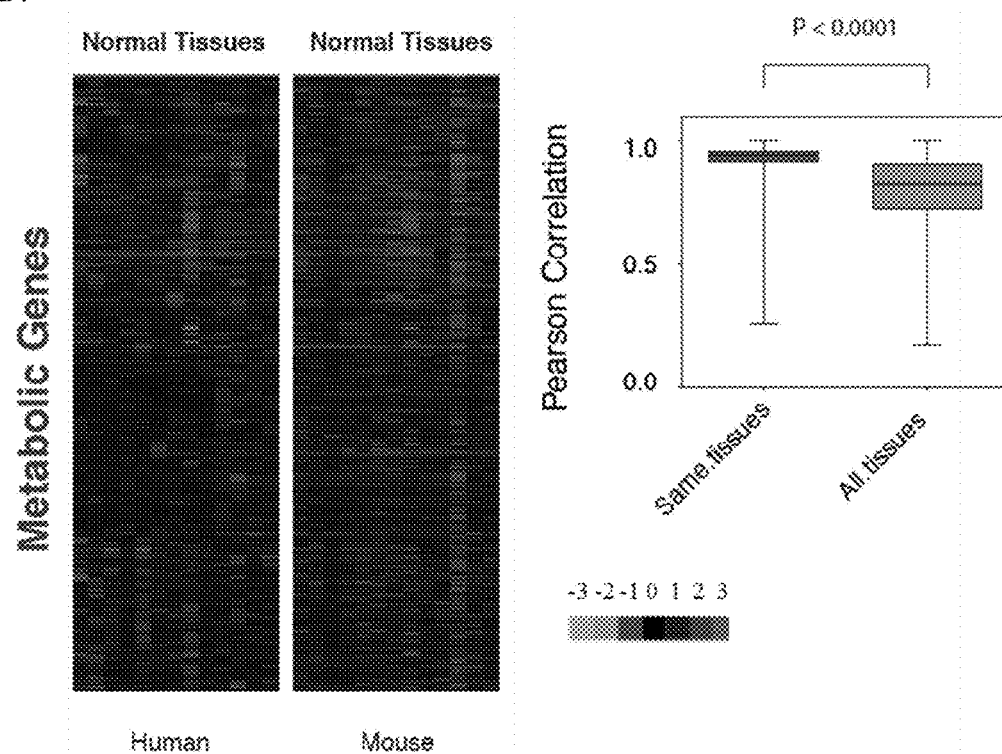 Normal Tissues
Normal Tissues
Metabolic Genes
Human
Mouse
P < 0.0001
Pearson Correlation
1.0
0.5
0.0
Same.tissues
All.tissues
-3 -2 -1 0 1 2 3